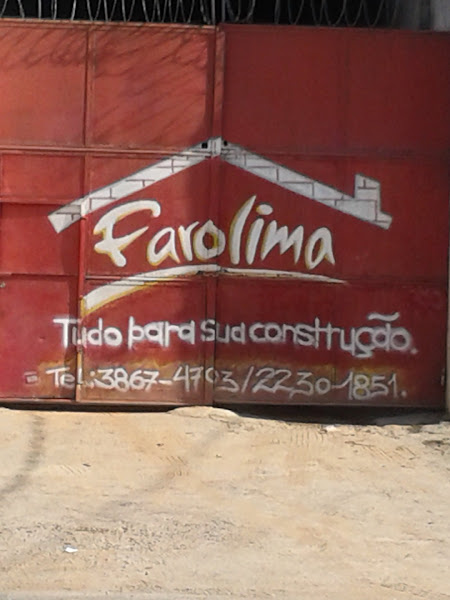 Farolima
Tudo para sua construção.
Tel.:3867-4703/2230-1851.